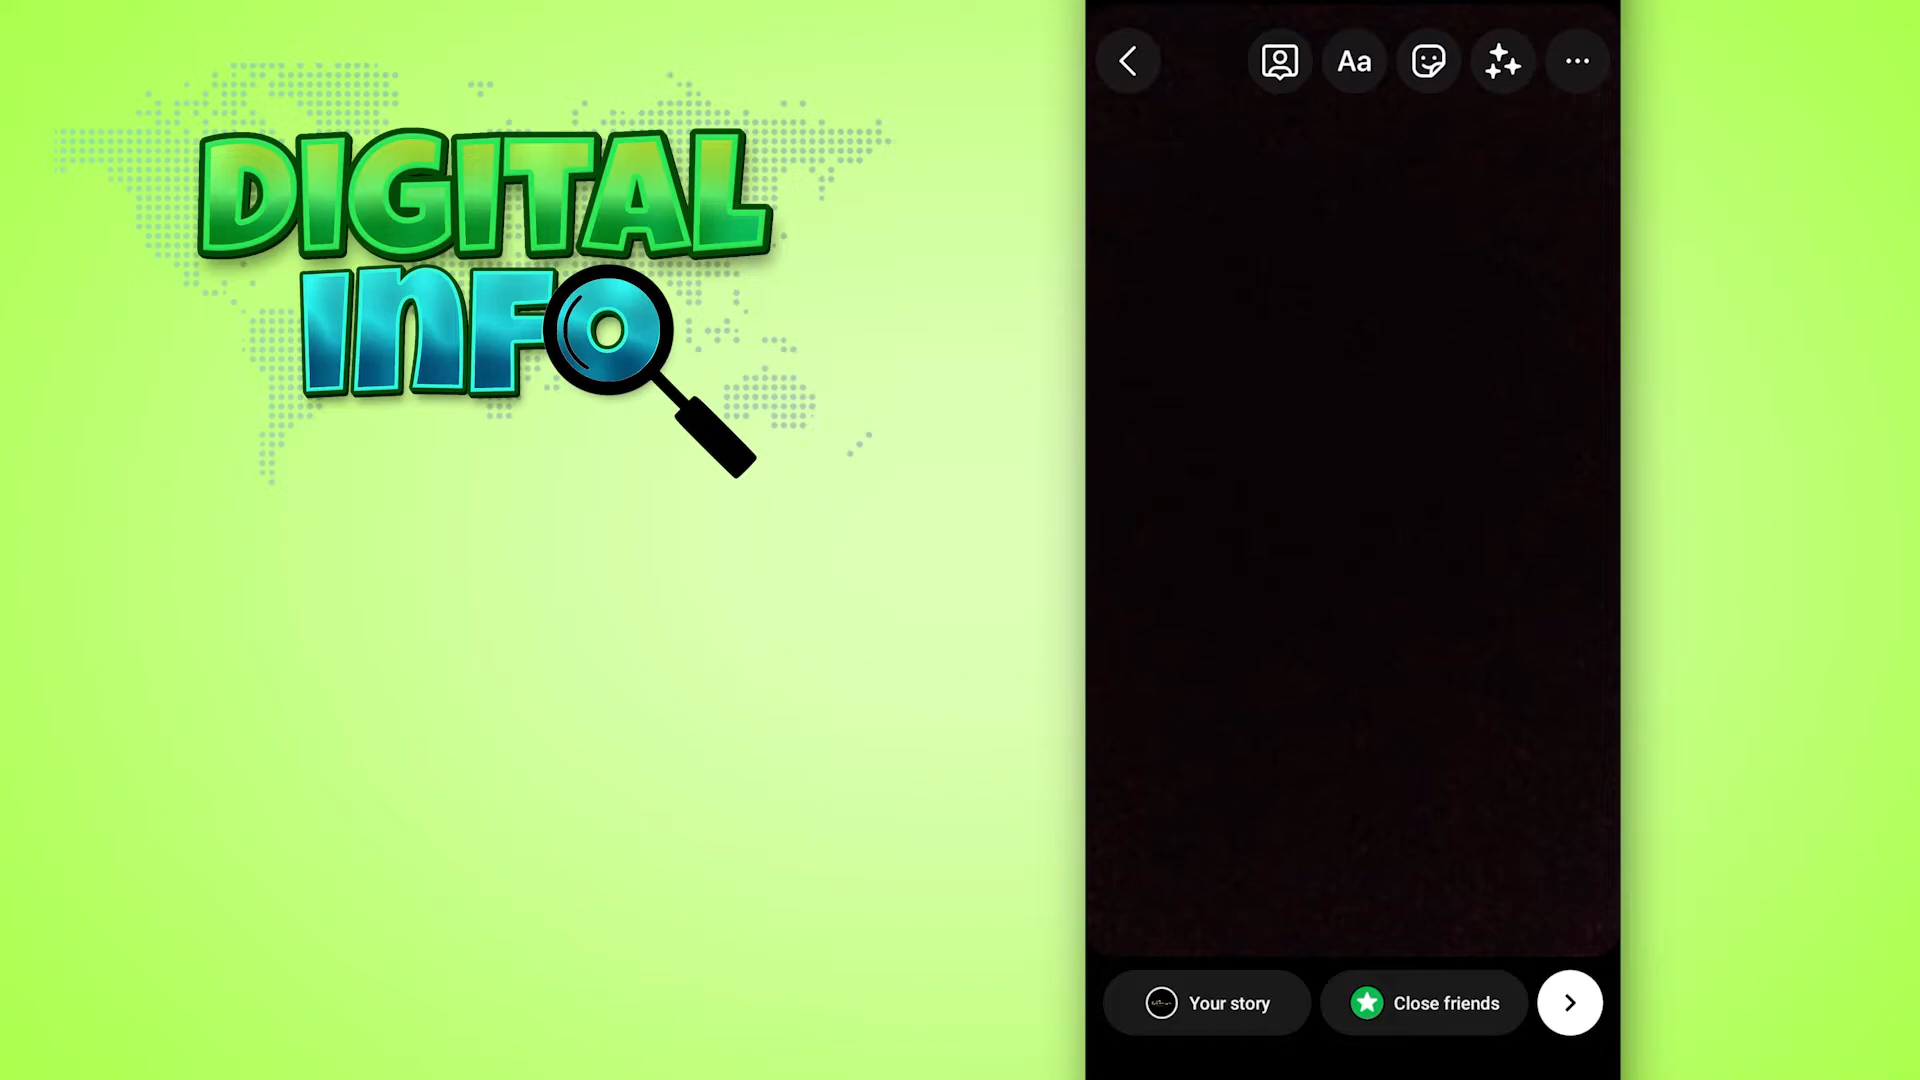 DIGITAL
INFO
Aa
Your story
Close friends